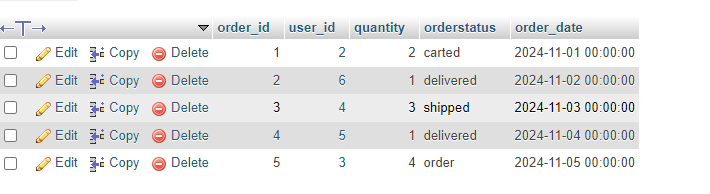 order_id user_id quantity orderstatus order_date
Edit Copy Delete 1 2 2 carted 2024-11-01 00:00:00
Edit Copy Delete 2 6 1 delivered 2024-11-02 00:00:00
Edit Copy Delete 3 4 3 shipped 2024-11-03 00:00:00
Edit Copy Delete 4 5 1 delivered 2024-11-04 00:00:00
Edit Copy Delete 5 3 4 order 2024-11-05 00:00:00